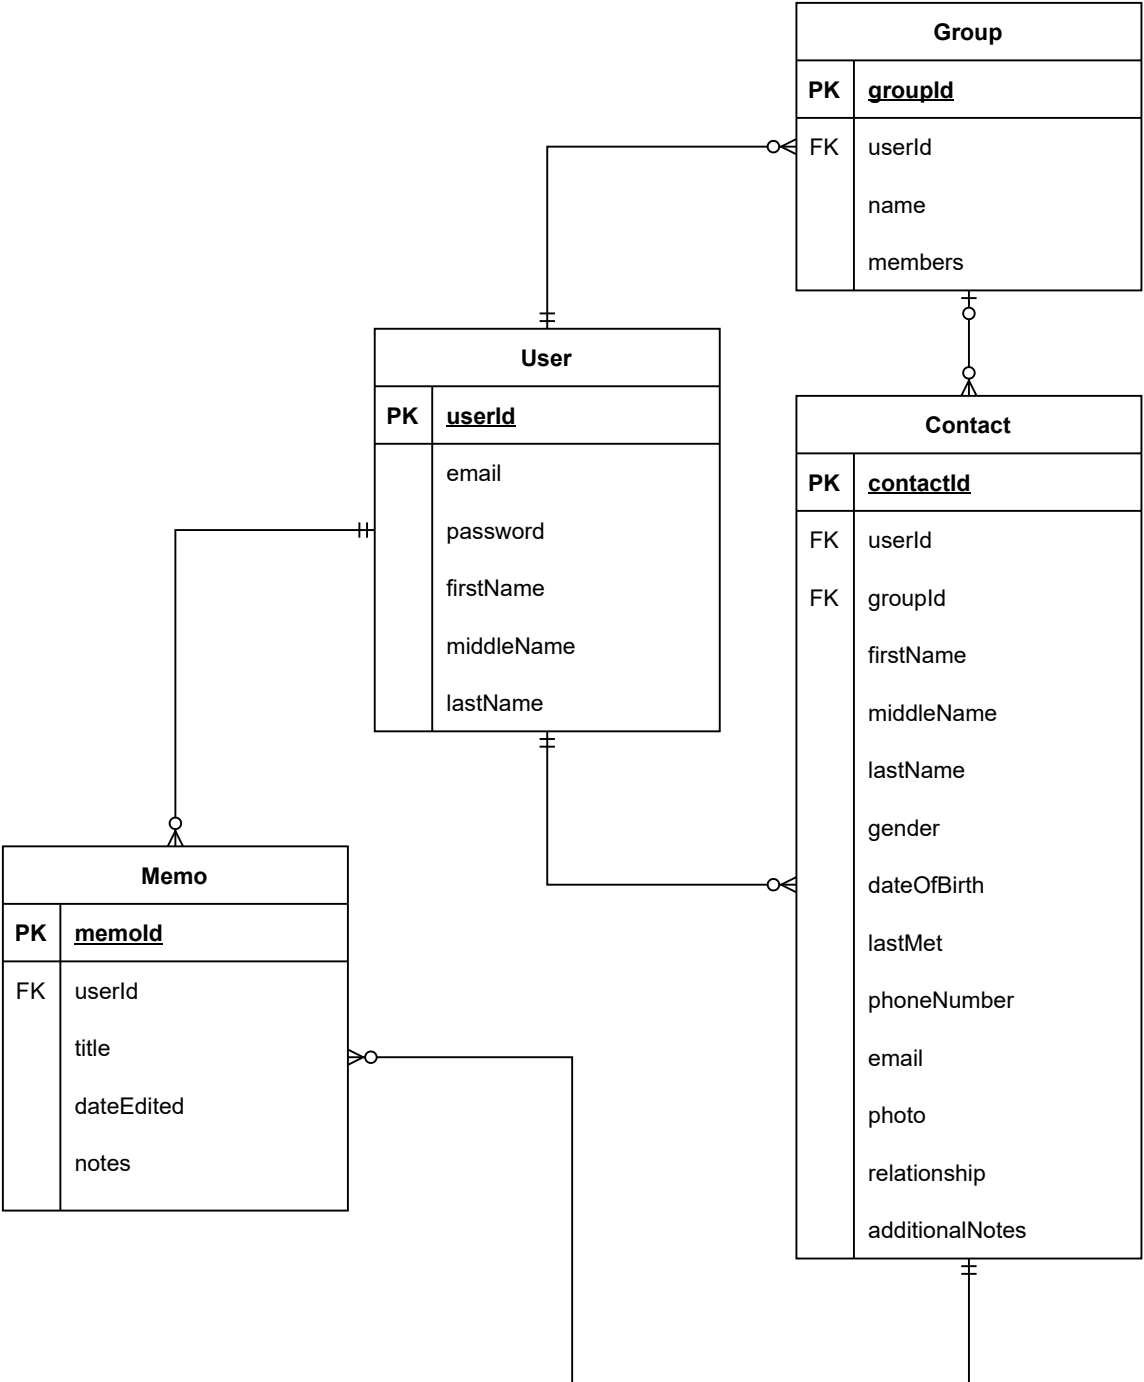 Group
PK groupId
FK userId
name
members
User
PK userId
email
password
firstName
middleName
lastName
Contact
PK contactId
FK userId
FK groupId
firstName
middleName
lastName
gender
dateOfBirth
lastMet
phoneNumber
email
photo
relationship
additionalNotes
Memo
PK memoId
FK userId
title
dateEdited
notes